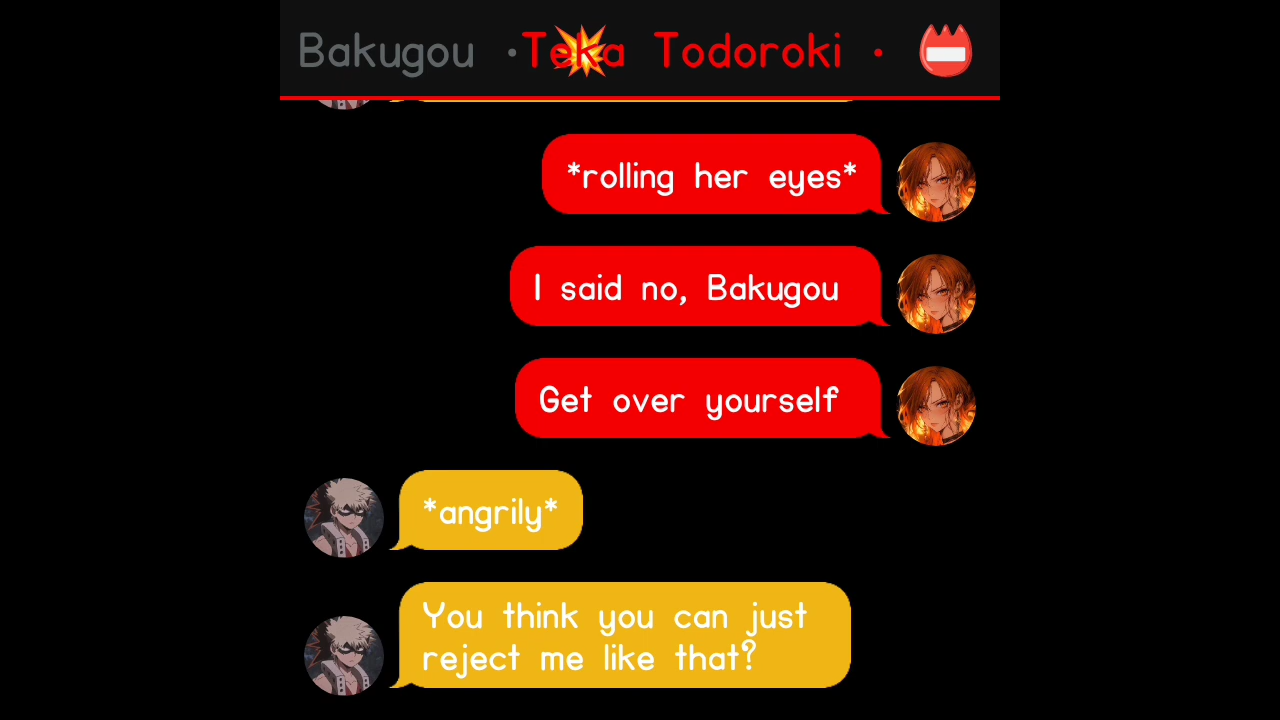 Bakugou · Teka Todoroki ·
*rolling her eyes*
I said no, Bakugou
Get over yourself
*angrily*
You think you can just
reject me like that?